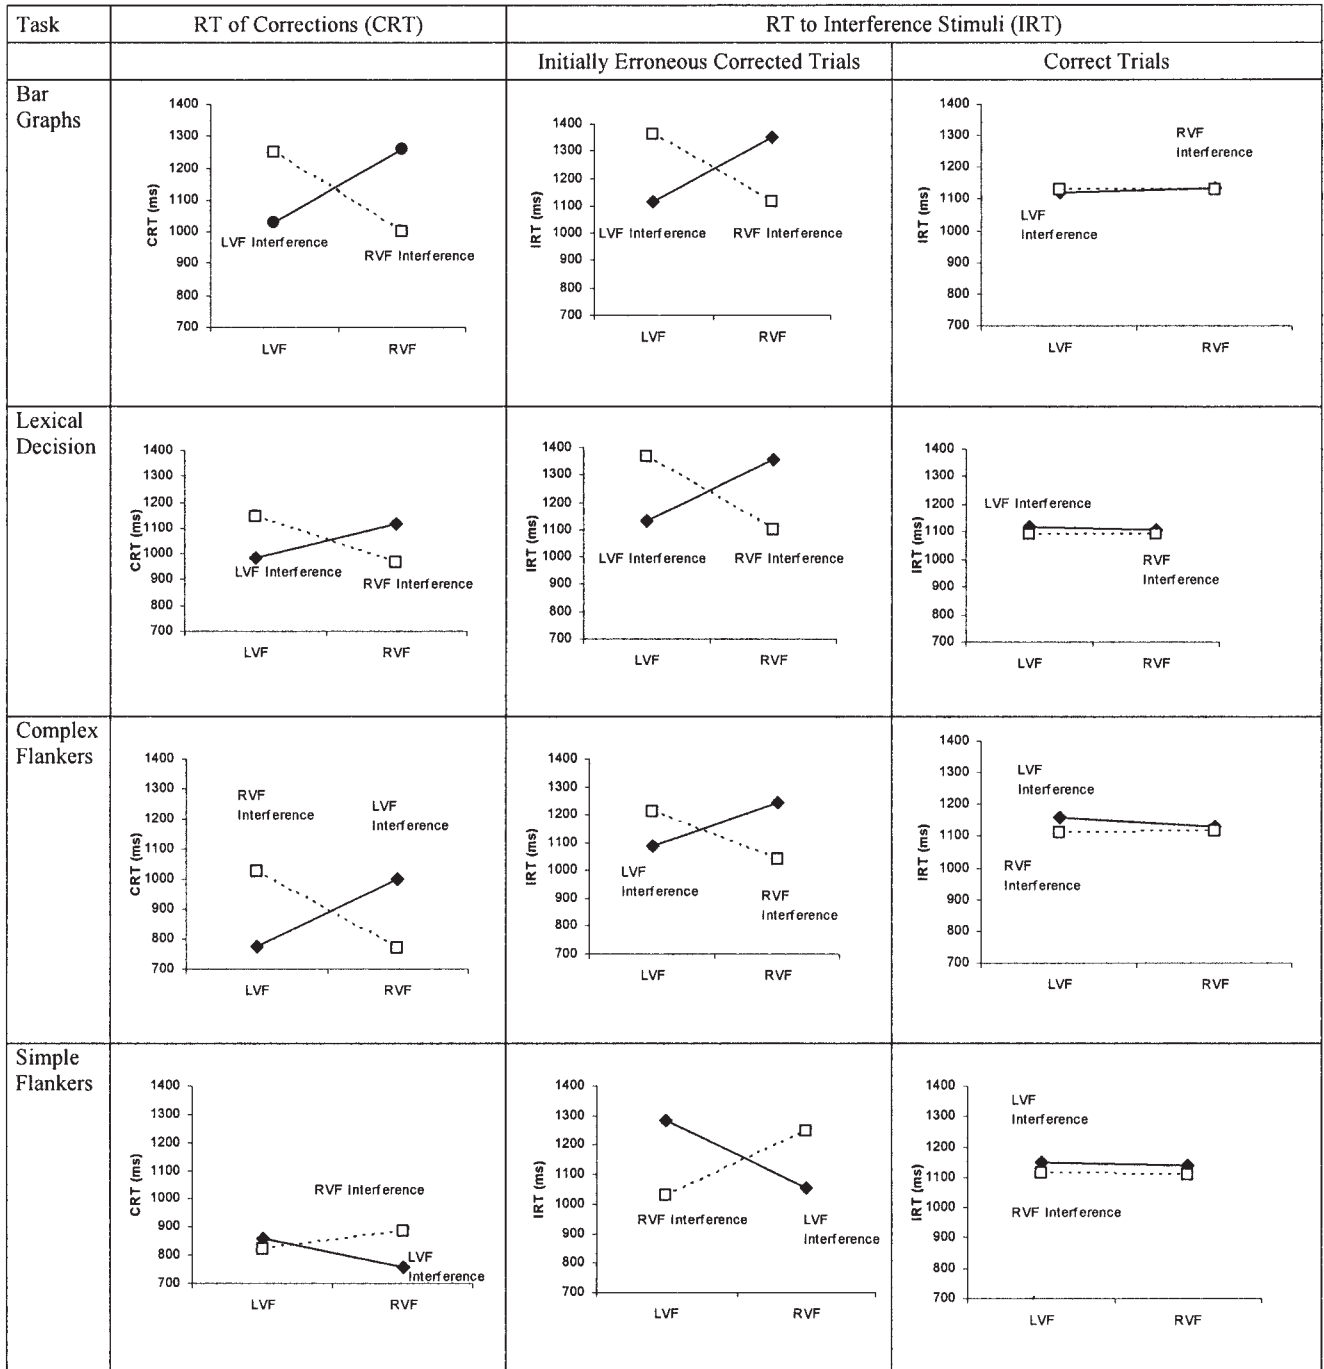 Task
RT of Corrections (CRT)
RT to Interference Stimuli (IRT)
Initially Erroneous Corrected Trials
Correct Trials
Bar
Graphs
1400
1300
1200
1100
1000
900
800
700
CRT (ms)
LVF Interference
RVF Interference
LVF
RVF
1400
1300
1200
1100
1000
900
800
700
IRT (ms)
LVF Interference
RVF Interference
LVF
RVF
1400
1300
1200
1100
1000
900
800
700
IRT (ms)
RVF
Interference
LVF
Interference
LVF
RVF
Lexical
Decision
1400
1300
1200
1100
1000
900
800
700
CRT (ms)
LVF Interference
RVF Interference
LVF
RVF
1400
1300
1200
1100
1000
900
800
700
IRT (ms)
LVF Interference
RVF Interference
LVF
RVF
1400
1300
1200
1100
1000
900
800
700
IRT (ms)
LVF Interference
RVF
Interference
LVF
RVF
Complex
Flankers
1400
1300
1200
1100
1000
900
800
700
CRT (ms)
RVF
Interference
LVF
Interference
LVF
RVF
1400
1300
1200
1100
1000
900
800
700
IRT (ms)
LVF
Interference
RVF
Interference
LVF
RVF
1400
1300
1200
1100
1000
900
800
700
IRT (ms)
LVF
Interference
RVF
Interference
LVF
RVF
Simple
Flankers
1400
1300
1200
1100
1000
900
800
700
CRT (ms)
RVF Interference
LVF
Interference
LVF
RVF
1400
1300
1200
1100
1000
900
800
700
IRT (ms)
RVF Interference
LVF
Interference
LVF
RVF
1400
1300
1200
1100
1000
900
800
700
IRT (ms)
LVF
Interference
RVF Interference
LVF
RVF